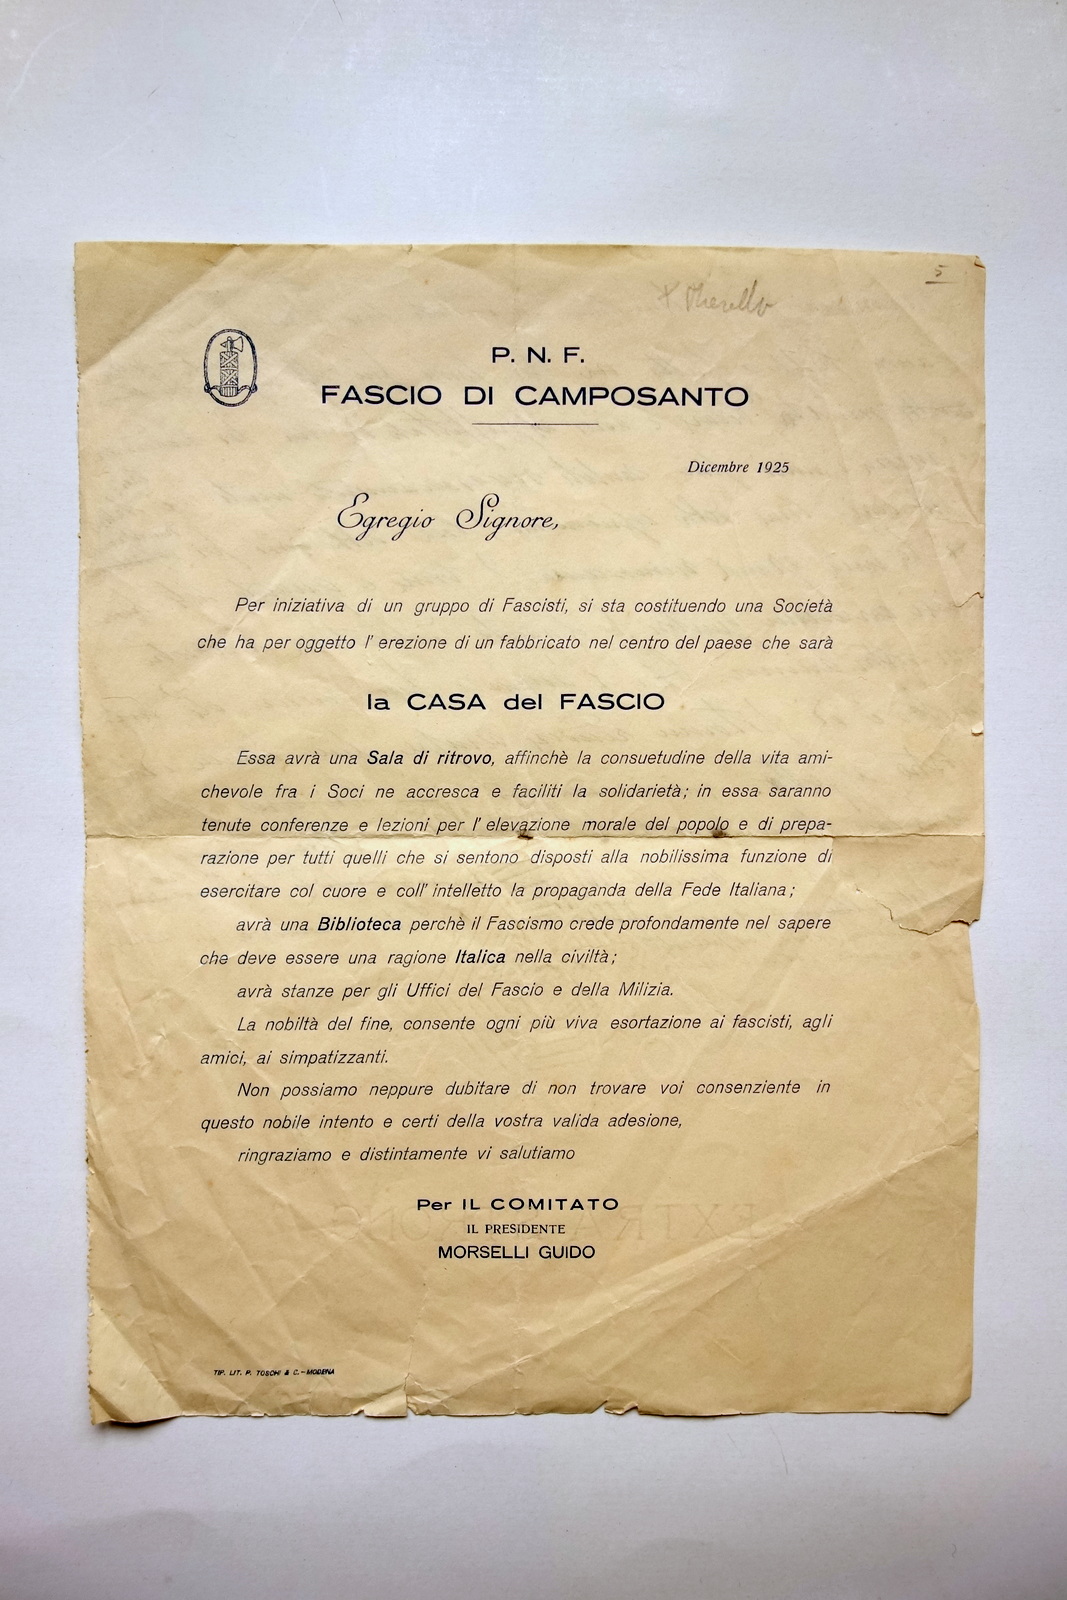 5
P. N. F.
FASCIO DI CAMPOSANTO
Dicembre 1925
Egregio Signore,
Per iniziativa di un gruppo di Fascisti, si sta costituendo una Società
che ha per oggetto l' erezione di un fabbricato nel centro del paese che sarà
la CASA del FASCIO
Essa avrà una Sala di ritrovo, affinchè la consuetudine della vita ami-
chevole fra i Soci ne accresca e faciliti la solidarietà; in essa saranno
tenute conferenze e lezioni per l' elevazione morale del popolo e di prepa-
razione per tutti quelli che si sentono disposti alla nobilissima funzione di
esercitare col cuore e coll' intelletto la propaganda della Fede Italiana;
avrà una Biblioteca perchè il Fascismo crede profondamente nel sapere
che deve essere una ragione Italica nella civiltà;
avrà stanze per gli Uffici del Fascio e della Milizia.
La nobiltà del fine, consente ogni più viva esortazione ai fascisti, agli
amici, ai simpatizzanti.
Non possiamo neppure dubitare di non trovare voi consenziente in
questo nobile intento e certi della vostra valida adesione,
ringraziamo e distintamente vi salutiamo
Per IL COMITATO
IL PRESIDENTE
MORSELLI GUIDO
TIP. LIT. P. TOSCHI & C. - MODENA